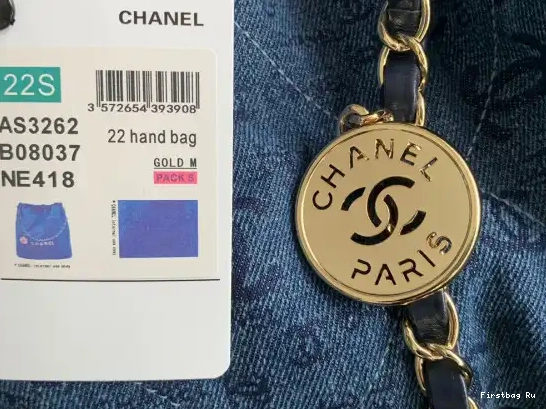 CHANEL
22S
3 572654 393908
AS3262
B08037
NE418
22 hand bag
GOLD M
PACK S
CHANEL
PARIS
Firstbag Ru